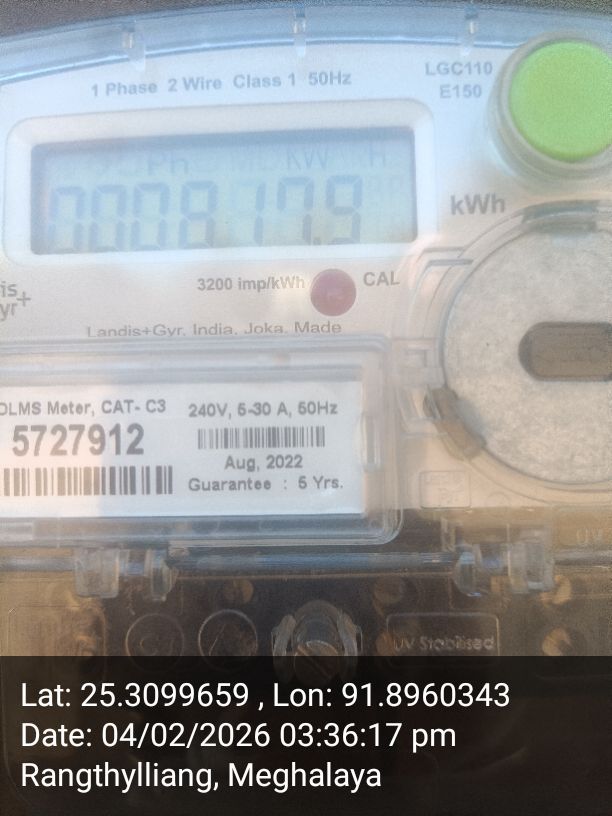 1 Phase 2 Wire Class 1 50Hz
LGC110
E150
000817.9
kWh
3200 imp/kWh
CAL
Landis+Gyr, India, Joka, Made
DLMS Meter, CAT- C3
5727912
240V, 5-30 A, 50Hz
Aug, 2022
Guarantee : 5 Yrs.
UV Stabilised
Lat: 25.3099659 , Lon: 91.8960343
Date: 04/02/2026 03:36:17 pm
Rangthylliang, Meghalaya